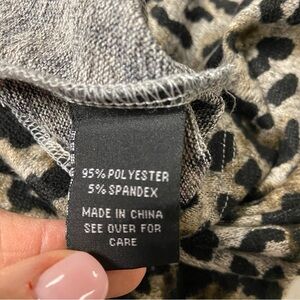 95% POLYESTER
5% SPANDEX
MADE IN CHINA
SEE OVER FOR
CARE